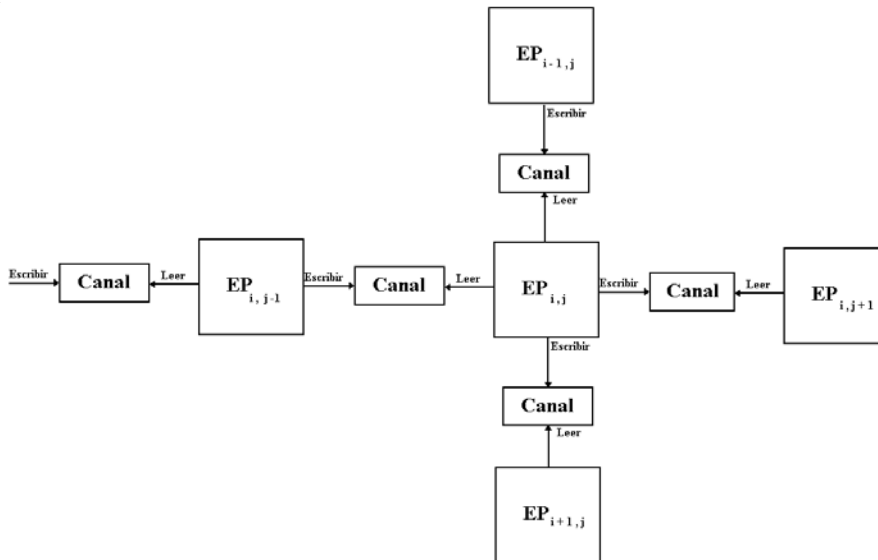 EP i-1,j
Escribir
Canal
Leer
Escribir
Canal
Leer
EP i, j-1
Escribir
Canal
Leer
EP i,j
Escribir
Canal
Leer
EP i,j+1
Escribir
Canal
Leer
EP i+1,j